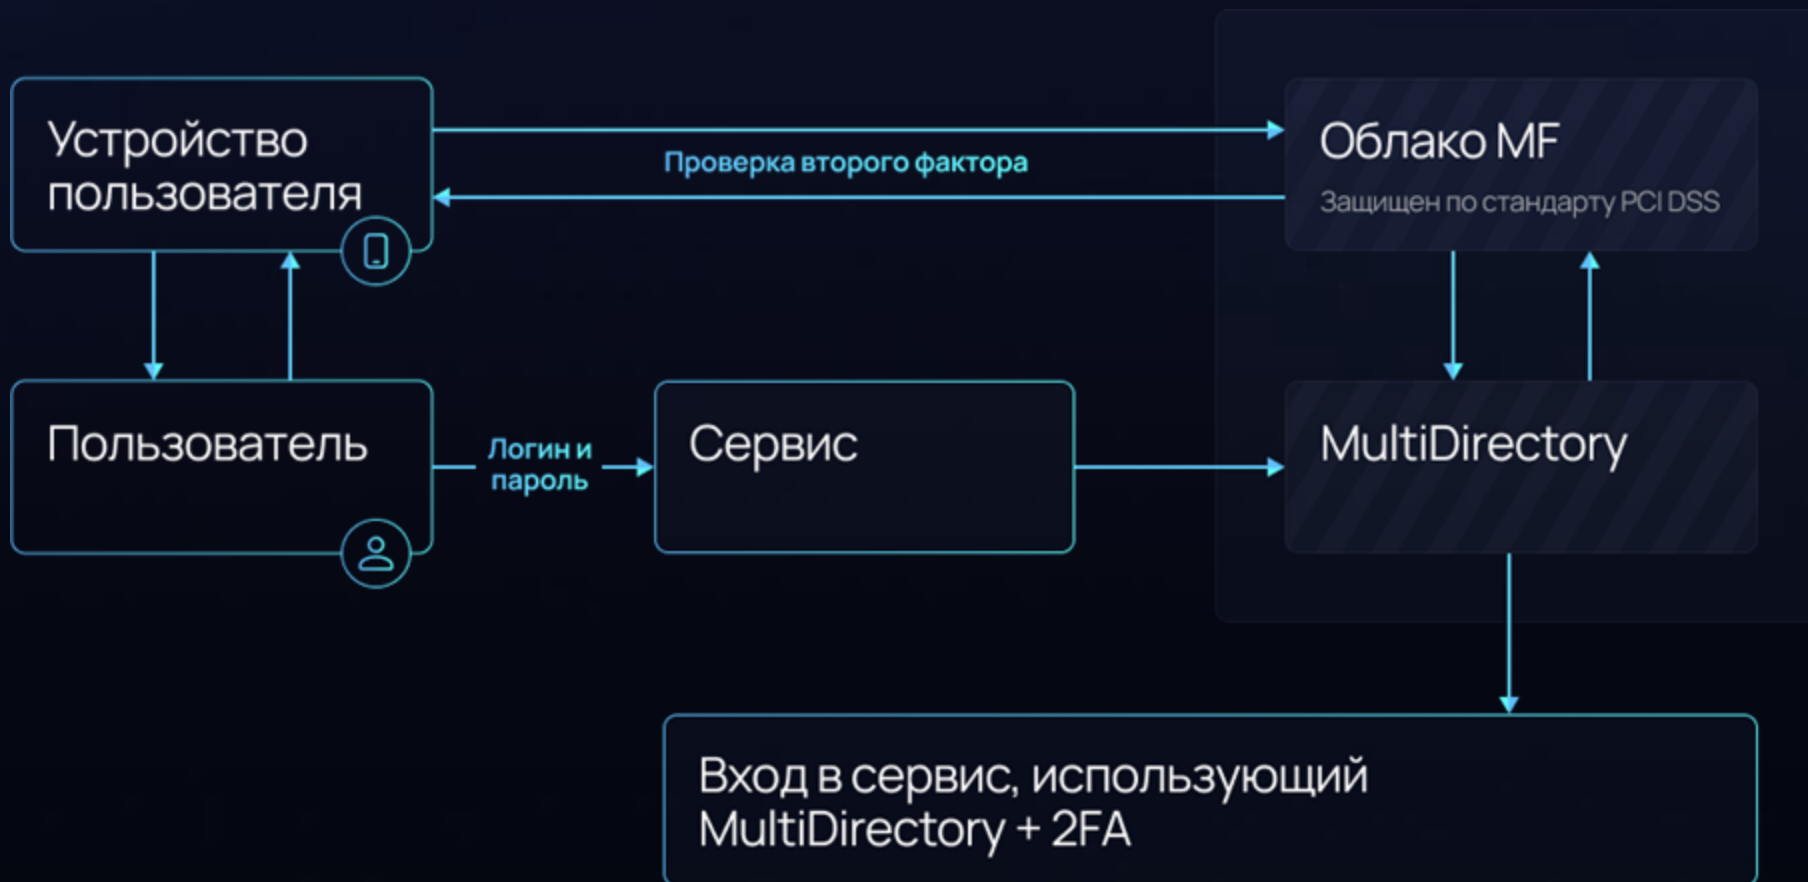 Устройство
пользователя
Проверка второго фактора
Облако MF
Защищен по стандарту PCI DSS
Пользователь
Логин и
пароль
Сервис
MultiDirectory
Вход в сервис, использующий
MultiDirectory + 2FA